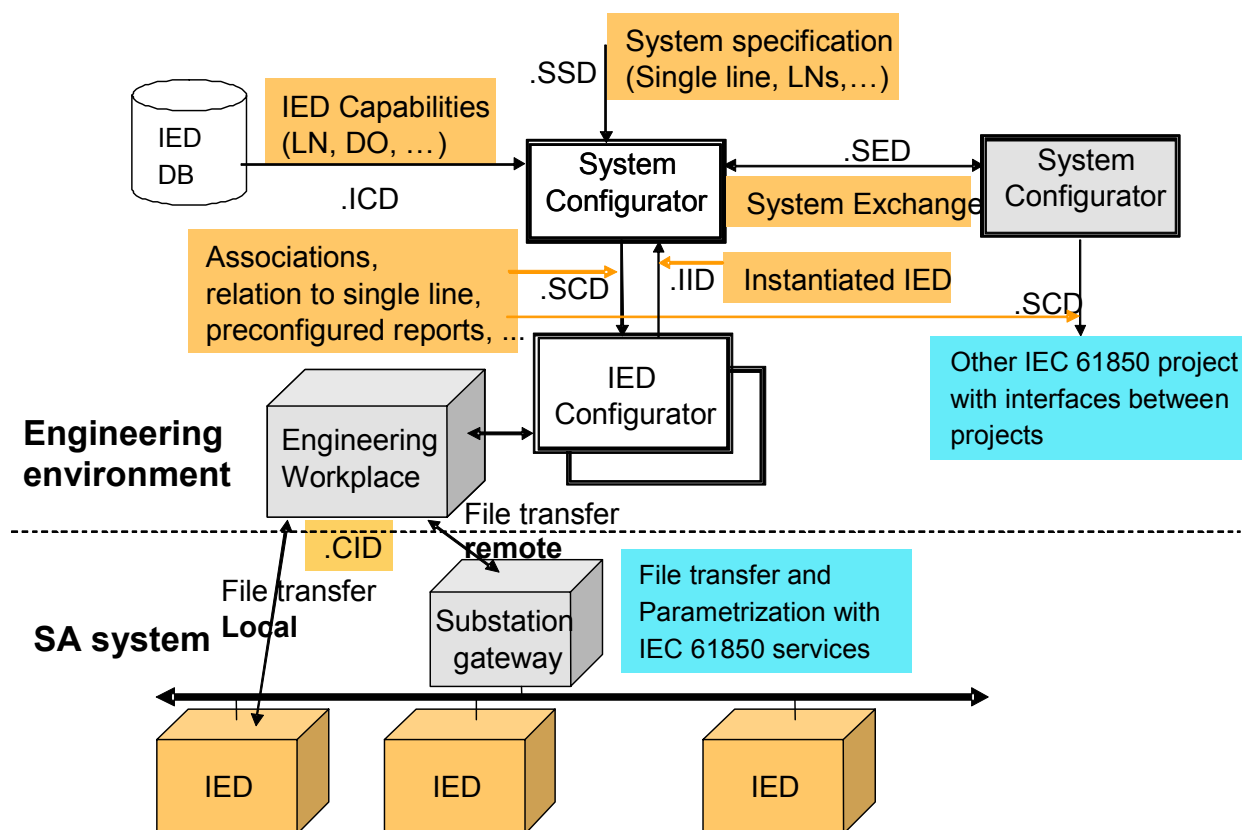 System specification
(Single line, LNs,…)
.SSD
IED Capabilities
(LN, DO, …)
IED
DB
.ICD
System
Configurator
.SED
System Exchange
System
Configurator
Associations,
relation to single line,
preconfigured reports, ...
.SCD
.IID
Instantiated IED
.SCD
IED
Configurator
Other IEC 61850 project
with interfaces between
projects
Engineering
environment
Engineering
Workplace
File transfer
remote
.CID
File transfer
Local
SA system
Substation
gateway
File transfer and
Parametrization with
IEC 61850 services
IED
IED
IED